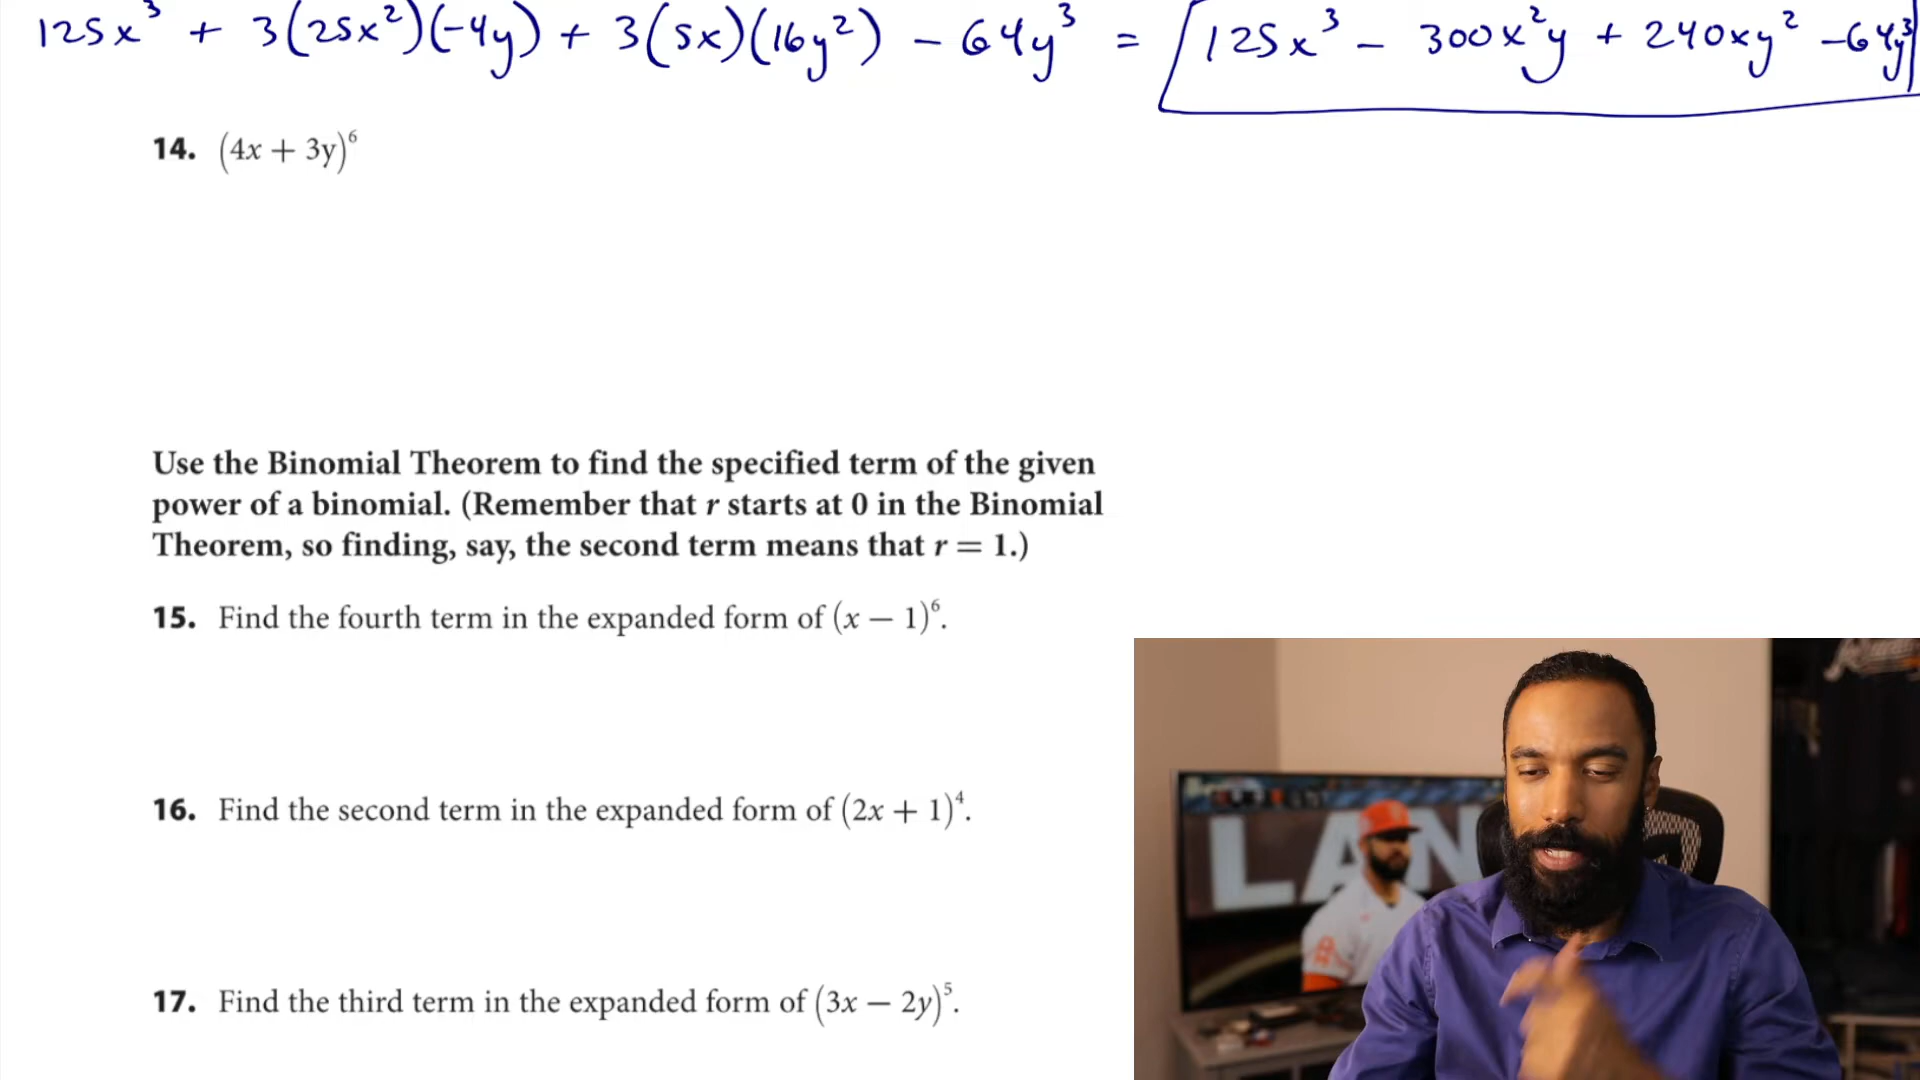 125x³ + 3(25x²)(-4y) + 3(5x)(16y²) - 64y³ = 125x³ - 300x²y + 240xy² - 64y³
14. (4x + 3y)⁶
Use the Binomial Theorem to find the specified term of the given
power of a binomial. (Remember that r starts at 0 in the Binomial
Theorem, so finding, say, the second term means that r = 1.)
15. Find the fourth term in the expanded form of (x − 1)⁶.
16. Find the second term in the expanded form of (2x + 1)⁴.
17. Find the third term in the expanded form of (3x − 2y)⁵.
LAN